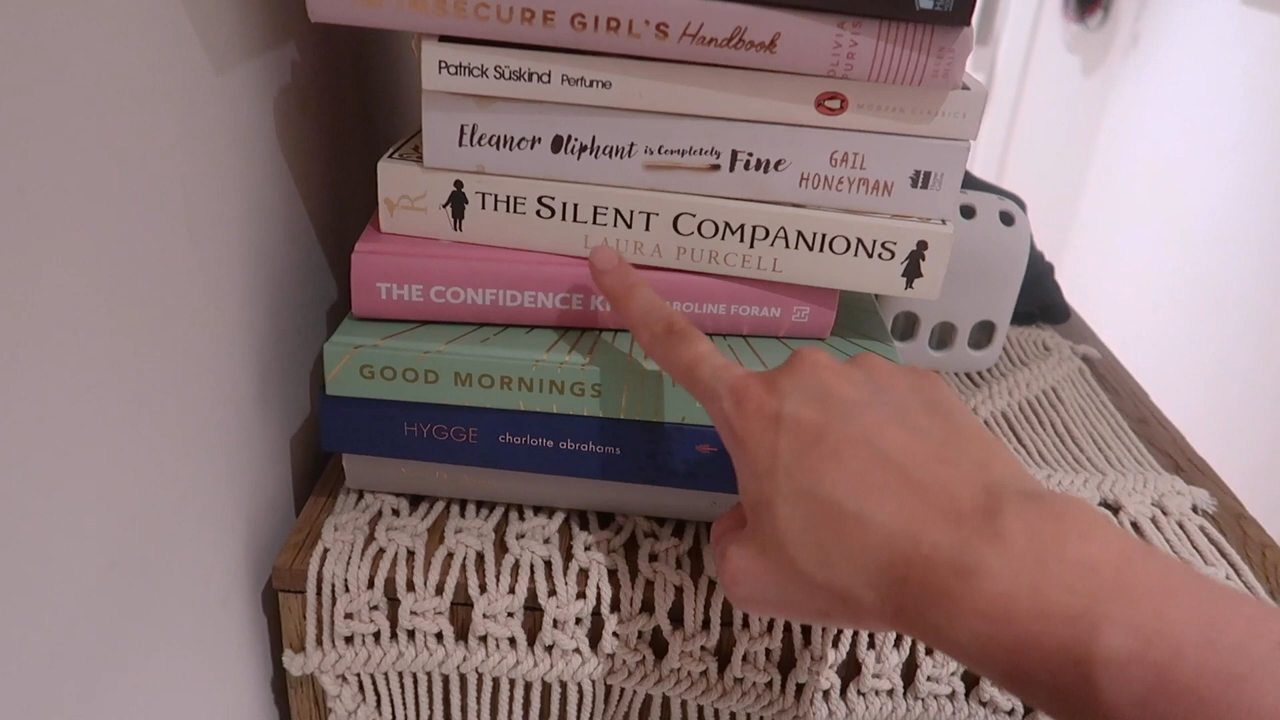 INSECURE GIRL'S Handbook OLIVIA PURVIS
Patrick Süskind Perfume MODERN CLASSICS
Eleanor Oliphant is Completely Fine GAIL HONEYMAN
R THE SILENT COMPANIONS
LAURA PURCELL
THE CONFIDENCE KI AROLINE FORAN
GOOD MORNINGS
HYGGE charlotte abrahams